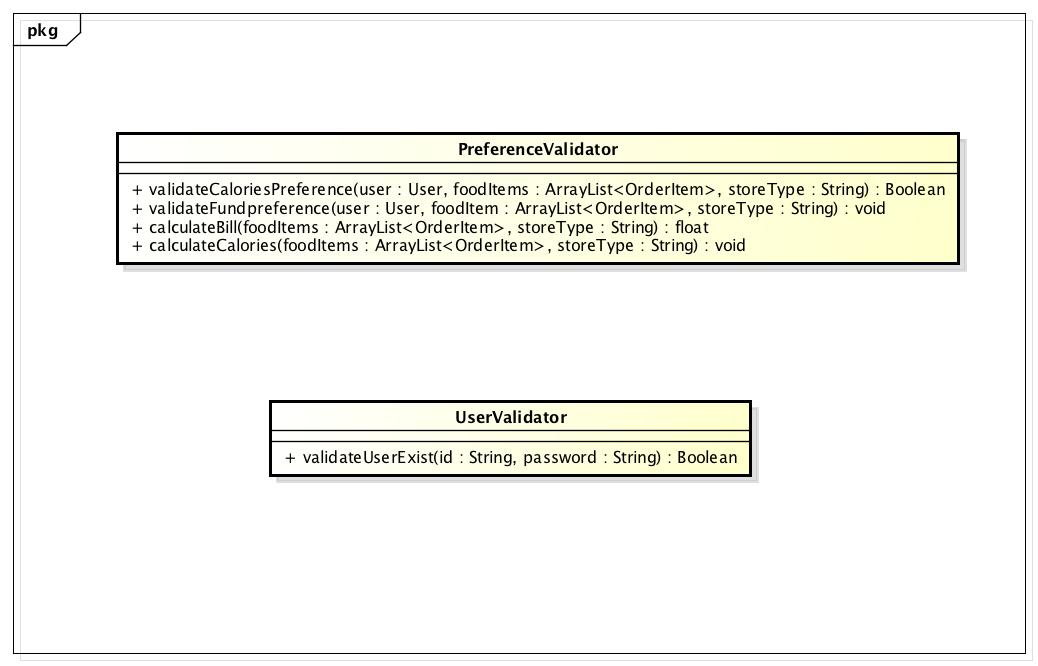 pkg
PreferenceValidator
+ validateCaloriesPreference(user : User, foodItems : ArrayList<OrderItem>, storeType : String) : Boolean
+ validateFundpreference(user : User, foodItem : ArrayList<OrderItem>, storeType : String) : void
+ calculateBill(foodItems : ArrayList<OrderItem>, storeType : String) : float
+ calculateCalories(foodItems : ArrayList<OrderItem>, storeType : String) : void
UserValidator
+ validateUserExist(id : String, password : String) : Boolean